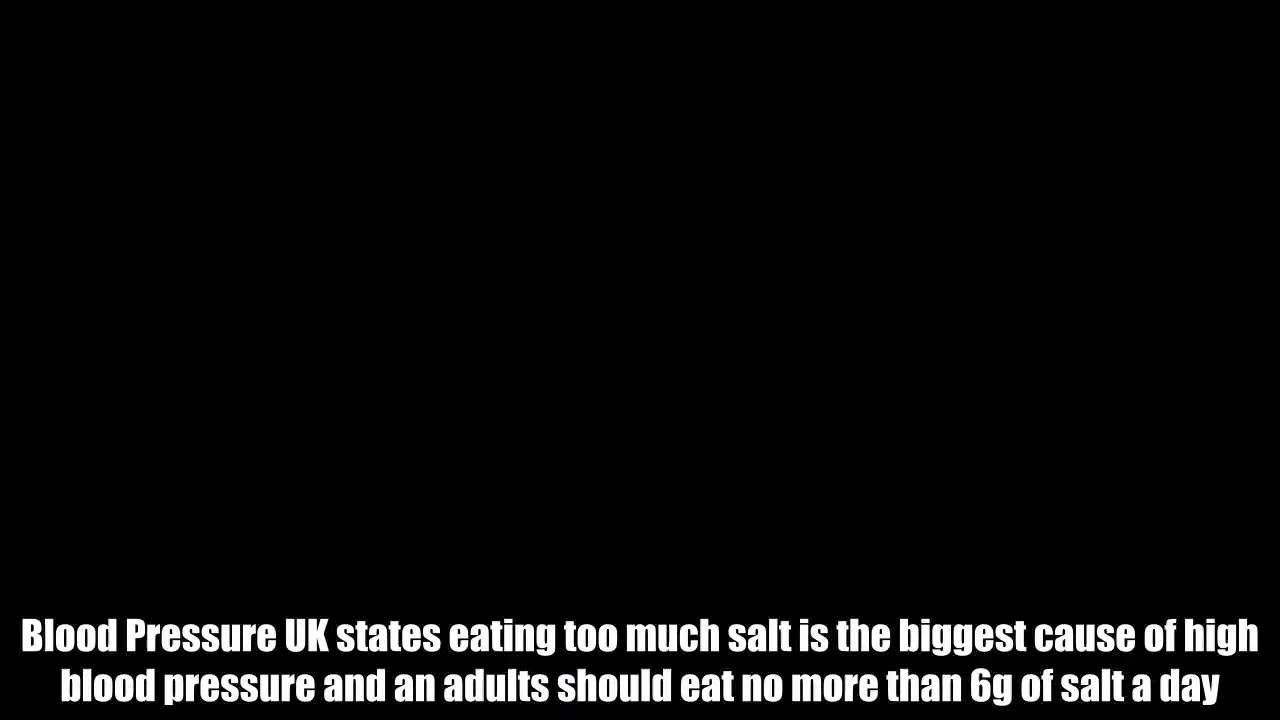 Blood Pressure UK states eating too much salt is the biggest cause of high
blood pressure and an adults should eat no more than 6g of salt a day